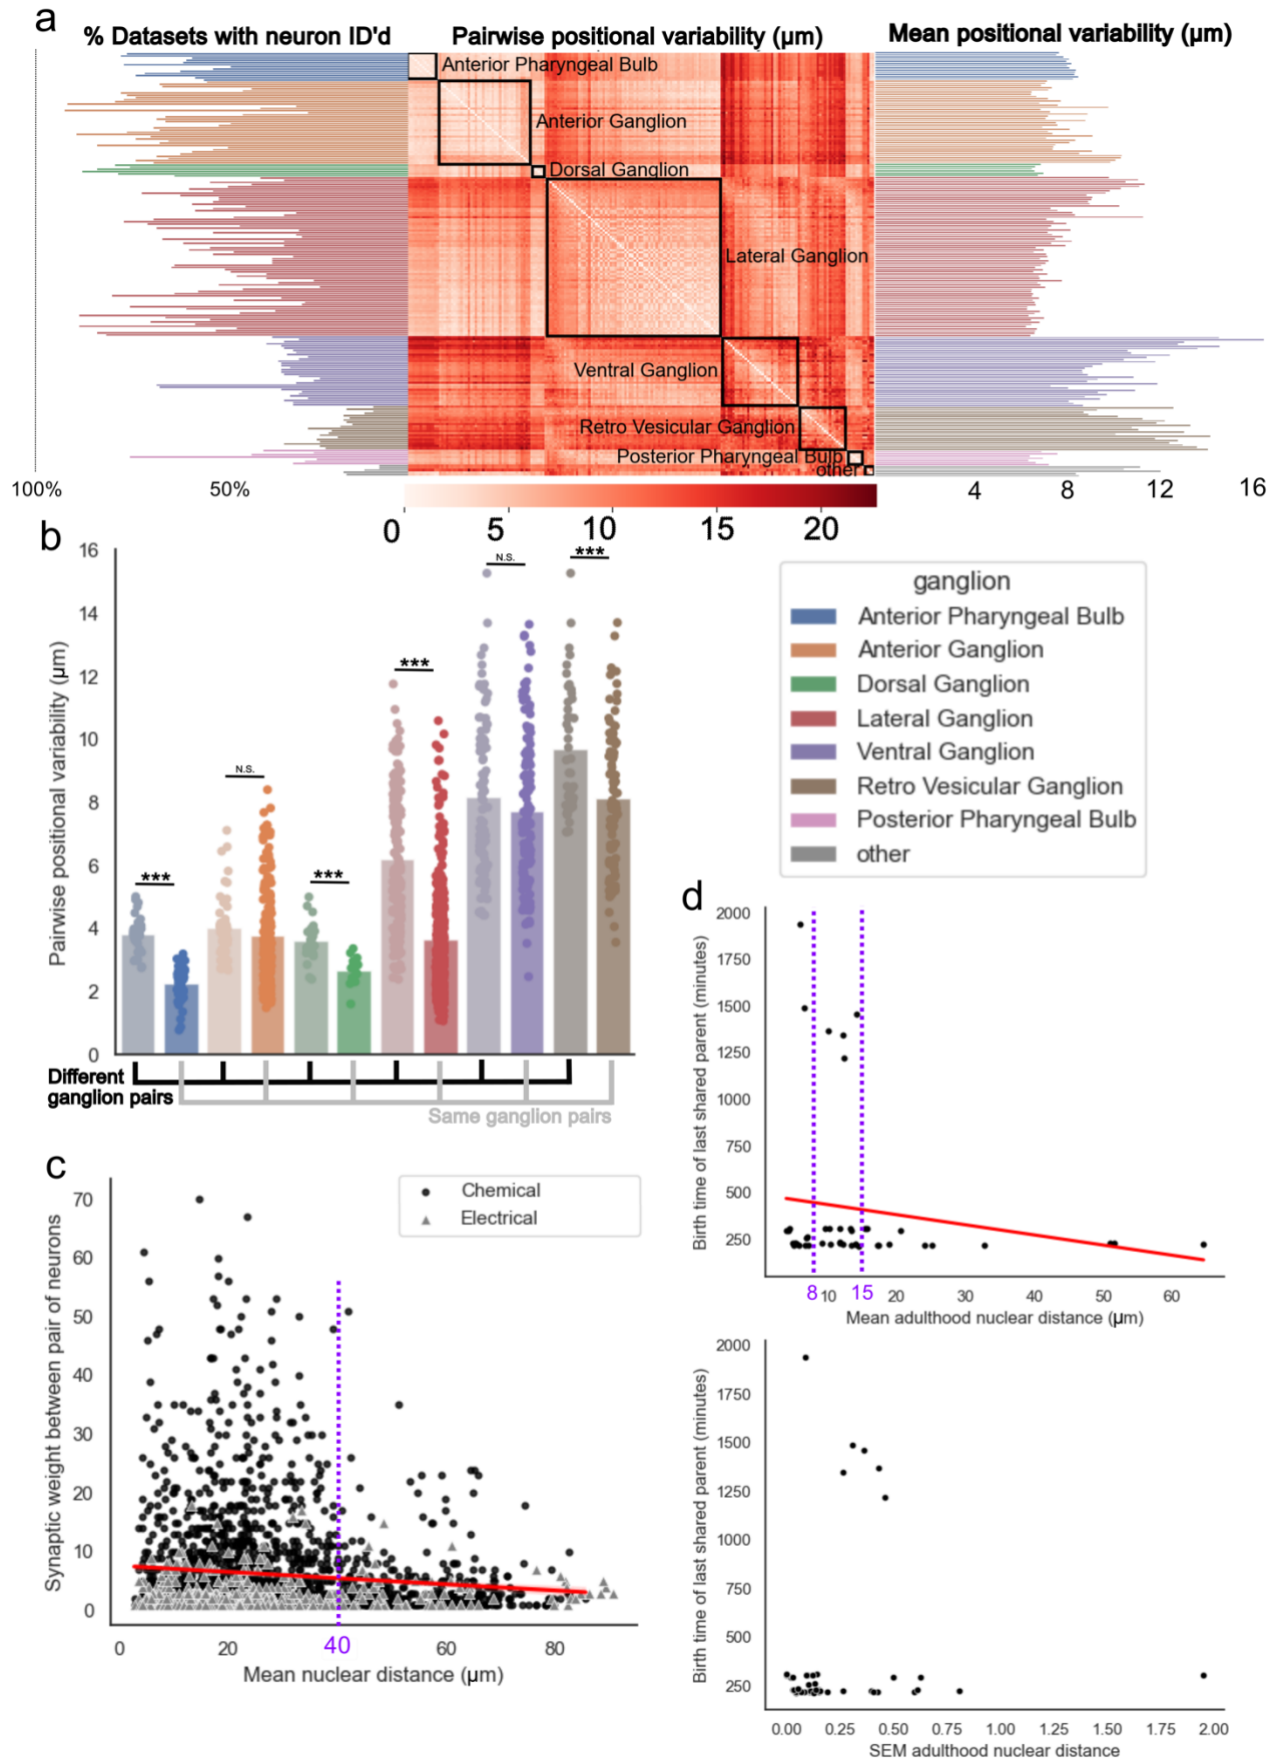 a
% Datasets with neuron ID'd
Pairwise positional variability (µm)
Mean positional variability (µm)
Anterior Pharyngeal Bulb
Anterior Ganglion
Dorsal Ganglion
Lateral Ganglion
Ventral Ganglion
Retro Vesicular Ganglion
Posterior Pharyngeal Bulb
other
100% 50%
0 5 10 15 20
4 8 12 16
b
Pairwise positional variability (µm)
16
14
12
10
8
6
4
2
0
*** N.S. *** *** N.S. ***
Different
ganglion pairs
Same ganglion pairs
ganglion
Anterior Pharyngeal Bulb
Anterior Ganglion
Dorsal Ganglion
Lateral Ganglion
Ventral Ganglion
Retro Vesicular Ganglion
Posterior Pharyngeal Bulb
other
c
Synaptic weight between pair of neurons
70
60
50
40
30
20
10
0
Chemical
Electrical
0 20 40 60 80
Mean nuclear distance (µm)
d
Birth time of last shared parent (minutes)
2000
1750
1500
1250
1000
750
500
250
8 10 15 20 30 40 50 60
Mean adulthood nuclear distance (µm)
Birth time of last shared parent (minutes)
2000
1750
1500
1250
1000
750
500
250
0.00 0.25 0.50 0.75 1.00 1.25 1.50 1.75 2.00
SEM adulthood nuclear distance